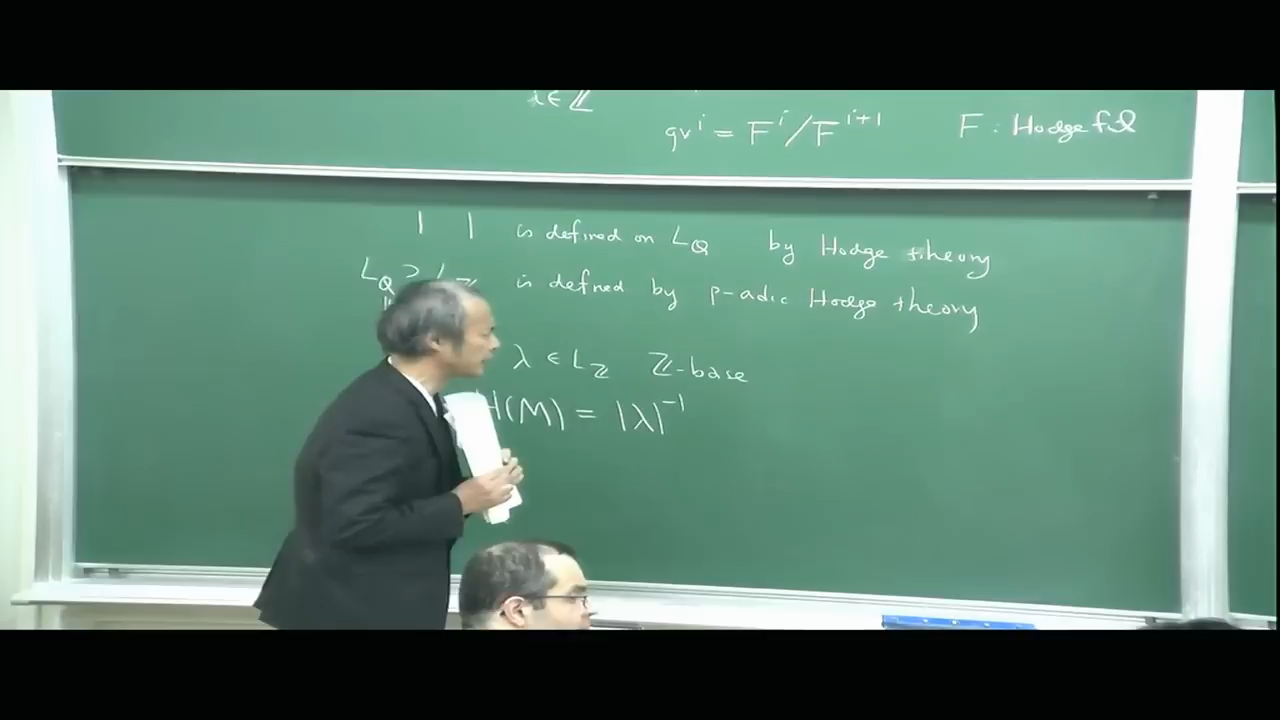 i ∈ ℤ
gr^i = F^i / F^{i+1} F : Hodge fil
| | is defined on L_ℚ by Hodge theory
L_ℚ ⊃ L_ℤ is defined by p-adic Hodge theory
λ ∈ L_ℤ ℤ-base
H(M) = |λ|^{-1}